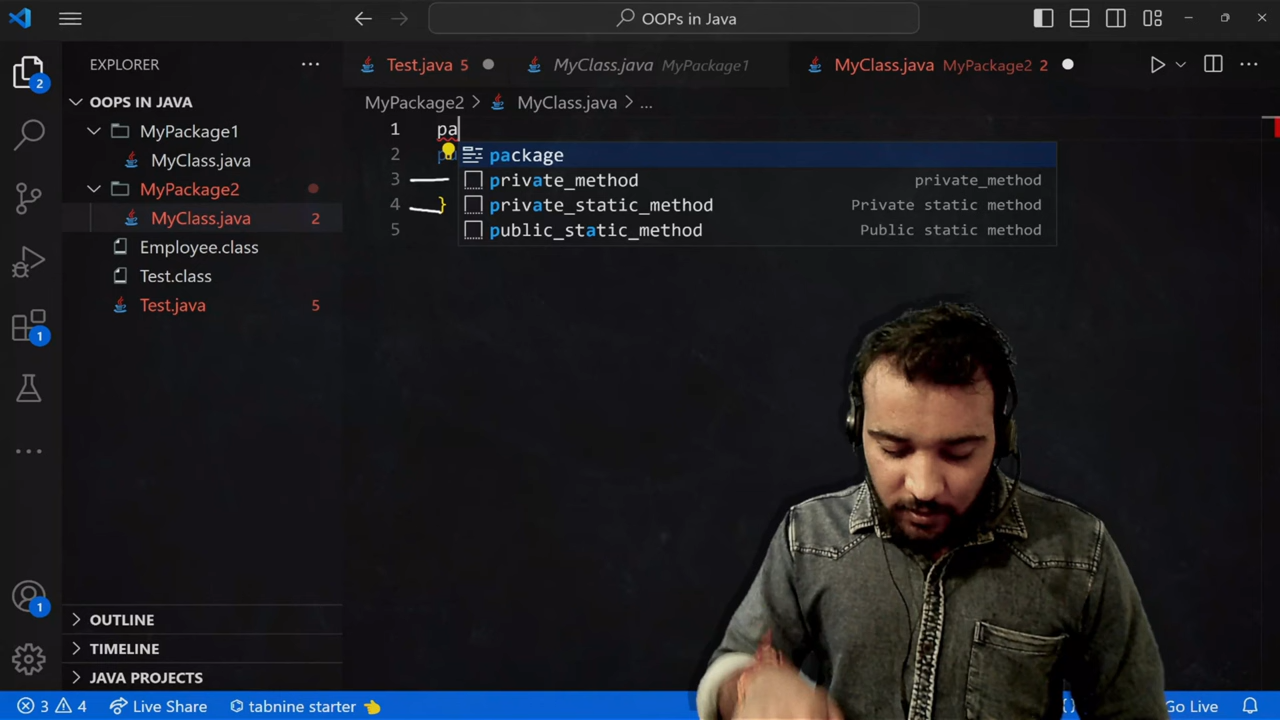 OOPs in Java
EXPLORER
Test.java 5
MyClass.java MyPackage1
MyClass.java MyPackage2 2
2
OOPS IN JAVA
MyPackage2 > MyClass.java > ...
MyPackage1
1 pa
MyClass.java
2
package
MyPackage2
3
private_method private_method
MyClass.java 2
4 }
private_static_method Private static method
5
public_static_method Public static method
Employee.class
Test.class
Test.java 5
1
1
OUTLINE
TIMELINE
JAVA PROJECTS
3 4 Live Share tabnine starter Go Live